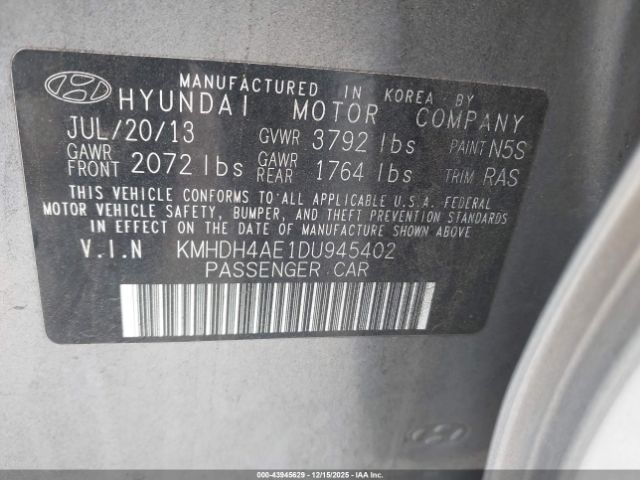 MANUFACTURED IN KOREA BY
HYUNDAI MOTOR COMPANY
JUL/20/13 GVWR 3792 lbs PAINT N5S
GAWR FRONT 2072 lbs GAWR REAR 1764 lbs TRIM RAS
THIS VEHICLE CONFORMS TO ALL APPLICABLE U.S.A. FEDERAL
MOTOR VEHICLE SAFETY, BUMPER, AND THEFT PREVENTION STANDARDS
IN EFFECT ON THE DATE OF MANUFACTURE SHOWN ABOVE.
V.I.N KMHDH4AE1DU945402
PASSENGER CAR
000-43945629 - 12/15/2025 - IAA Inc. - All Rights Reserved